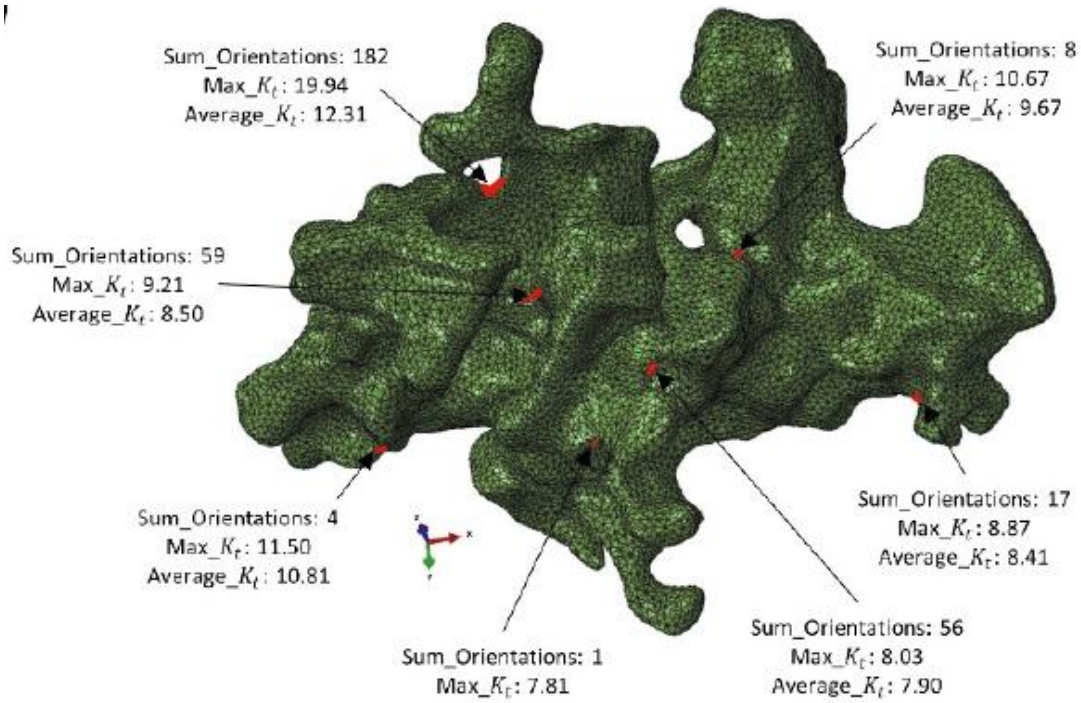 Sum_Orientations: 182
Max_Kt: 19.94
Average_Kt: 12.31
Sum_Orientations: 8
Max_Kt: 10.67
Average_Kt: 9.67
Sum_Orientations: 59
Max_Kt: 9.21
Average_Kt: 8.50
Sum_Orientations: 4
Max_Kt: 11.50
Average_Kt: 10.81
z
x
Y
Sum_Orientations: 17
Max_Kt: 8.87
Average_Kt: 8.41
Sum_Orientations: 1
Max_Kt: 7.81
Sum_Orientations: 56
Max_Kt: 8.03
Average_Kt: 7.90